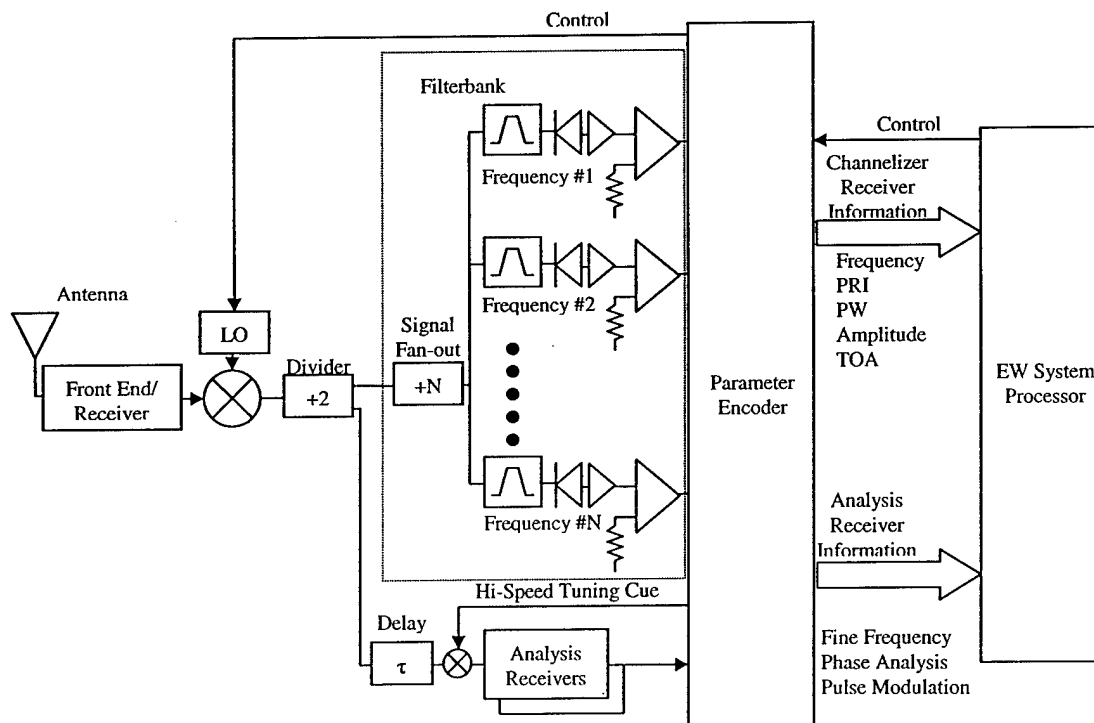 Control
Filterbank
Frequency #1
Frequency #2
Frequency #N
Antenna
LO
Front End/
Receiver
Divider
÷2
Signal
Fan-out
÷N
Hi-Speed Tuning Cue
Delay
τ
Analysis
Receivers
Parameter
Encoder
Control
Channelizer
Receiver
Information
Frequency
PRI
PW
Amplitude
TOA
Analysis
Receiver
Information
Fine Frequency
Phase Analysis
Pulse Modulation
EW System
Processor